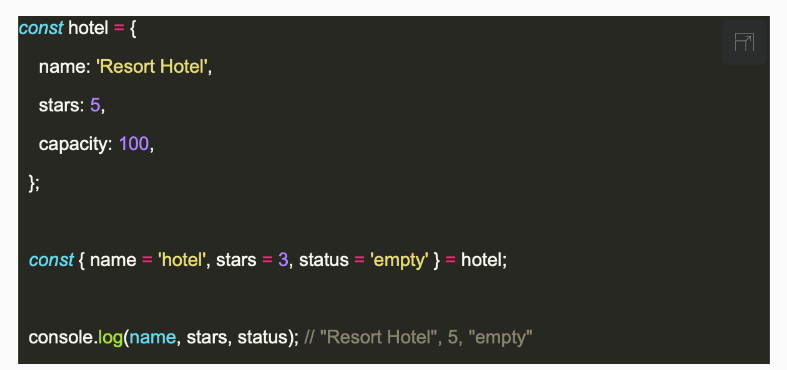 const hotel = {
name: 'Resort Hotel',
stars: 5,
capacity: 100,
};
const { name = 'hotel', stars = 3, status = 'empty' } = hotel;
console.log(name, stars, status); // "Resort Hotel", 5, "empty"